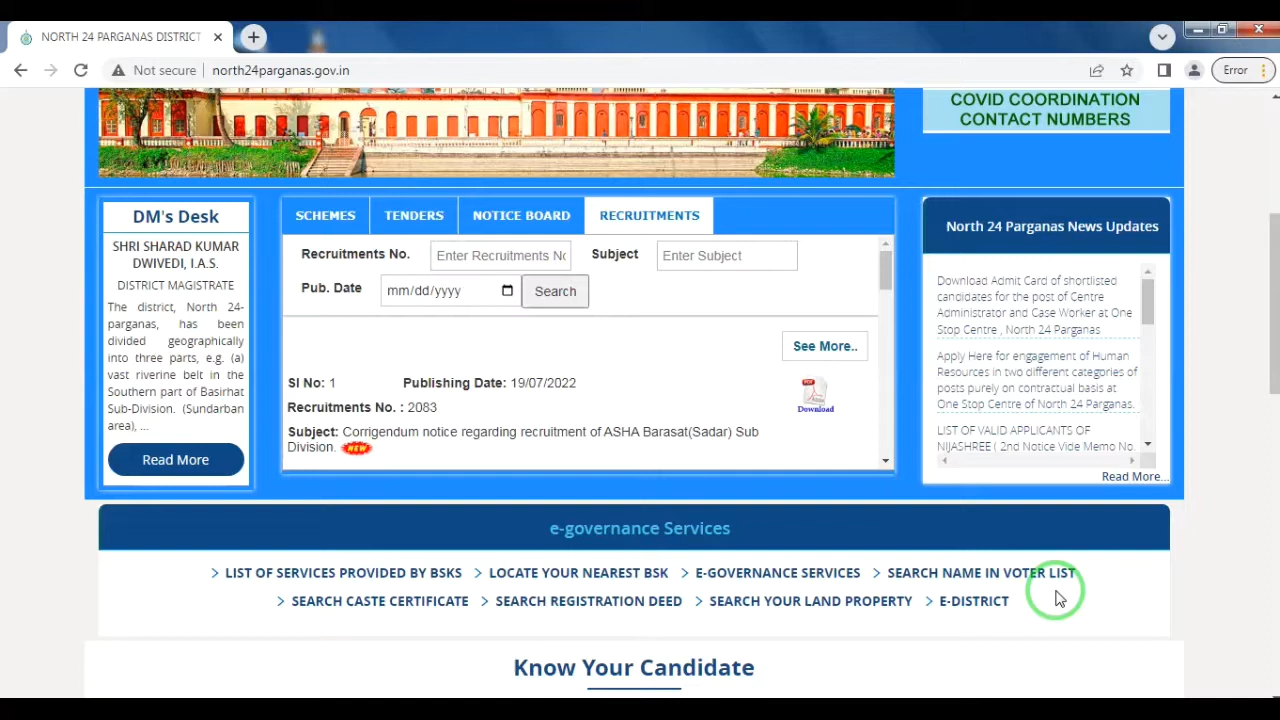 NORTH 24 PARGANAS DISTRICT
Not secure
north24parganas.gov.in
Error
COVID COORDINATION
CONTACT NUMBERS
DM's Desk
SHRI SHARAD KUMAR
DWIVEDI, I.A.S.
DISTRICT MAGISTRATE
The district, North 24-
parganas, has been
divided geographically
into three parts, e.g. (a)
vast riverine belt in the
Southern part of Basirhat
Sub-Division. (Sundarban
area), ...
Read More
SCHEMES
TENDERS
NOTICE BOARD
RECRUITMENTS
Recruitments No.
Enter Recruitments No
Subject
Enter Subject
Pub. Date
mm/dd/yyyy
Search
See More..
Sl No: 1
Publishing Date: 19/07/2022
PDF
Download
Recruitments No. : 2083
Subject: Corrigendum notice regarding recruitment of ASHA Barasat(Sadar) Sub
Division. NEW
North 24 Parganas News Updates
Download Admit Card of shortlisted
candidates for the post of Centre
Administrator and Case Worker at One
Stop Centre , North 24 Parganas
Apply Here for engagement of Human
Resources in two different categories of
posts purely on contractual basis at
One Stop Centre of North 24 Parganas.
LIST OF VALID APPLICANTS OF
NIJASHREE ( 2nd Notice Vide Memo No.
Read More...
e-governance Services
LIST OF SERVICES PROVIDED BY BSKS
LOCATE YOUR NEAREST BSK
E-GOVERNANCE SERVICES
SEARCH NAME IN VOTER LIST
SEARCH CASTE CERTIFICATE
SEARCH REGISTRATION DEED
SEARCH YOUR LAND PROPERTY
E-DISTRICT
Know Your Candidate